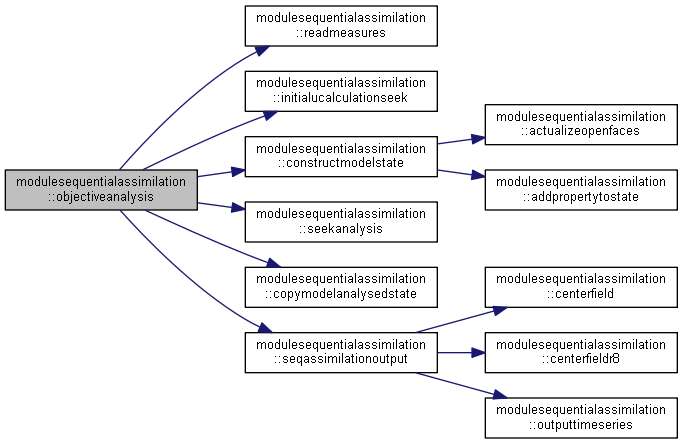 modulesequentialassimilation
::objectiveanalysis
modulesequentialassimilation
::readmeasures
modulesequentialassimilation
::initialucalculationseek
modulesequentialassimilation
::constructmodelstate
modulesequentialassimilation
::seekanalysis
modulesequentialassimilation
::copymodelanalysedstate
modulesequentialassimilation
::seqassimilationoutput
modulesequentialassimilation
::actualizeopenfaces
modulesequentialassimilation
::addpropertytostate
modulesequentialassimilation
::centerfield
modulesequentialassimilation
::centerfieldr8
modulesequentialassimilation
::outputtimeseries